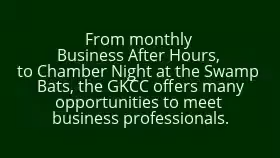 From monthly
Business After Hours,
to Chamber Night at the Swamp
Bats, the GKCC offers many
opportunities to meet
business professionals.